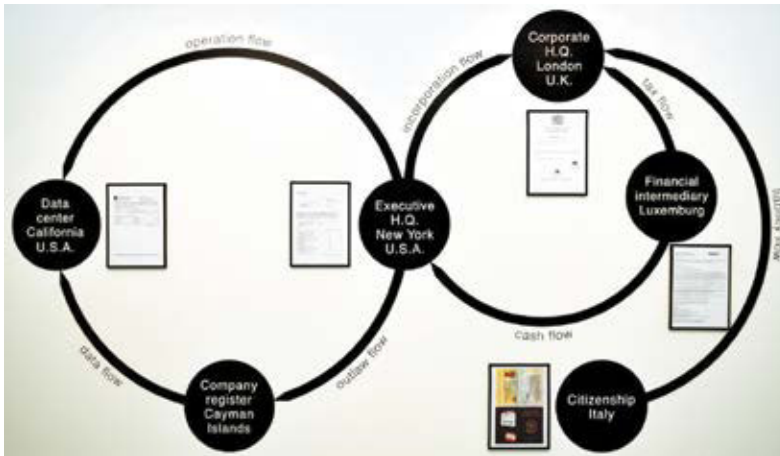 operation flow
Corporate
H.Q.
London
U.K.
incorporation flow
tax flow
Data
center
California
U.S.A.
Executive
H.Q.
New York
U.S.A.
Financial
intermediary
Luxemburg
cash flow
data flow
outlaw flow
Company
register
Cayman
Islands
Citizenship
Italy